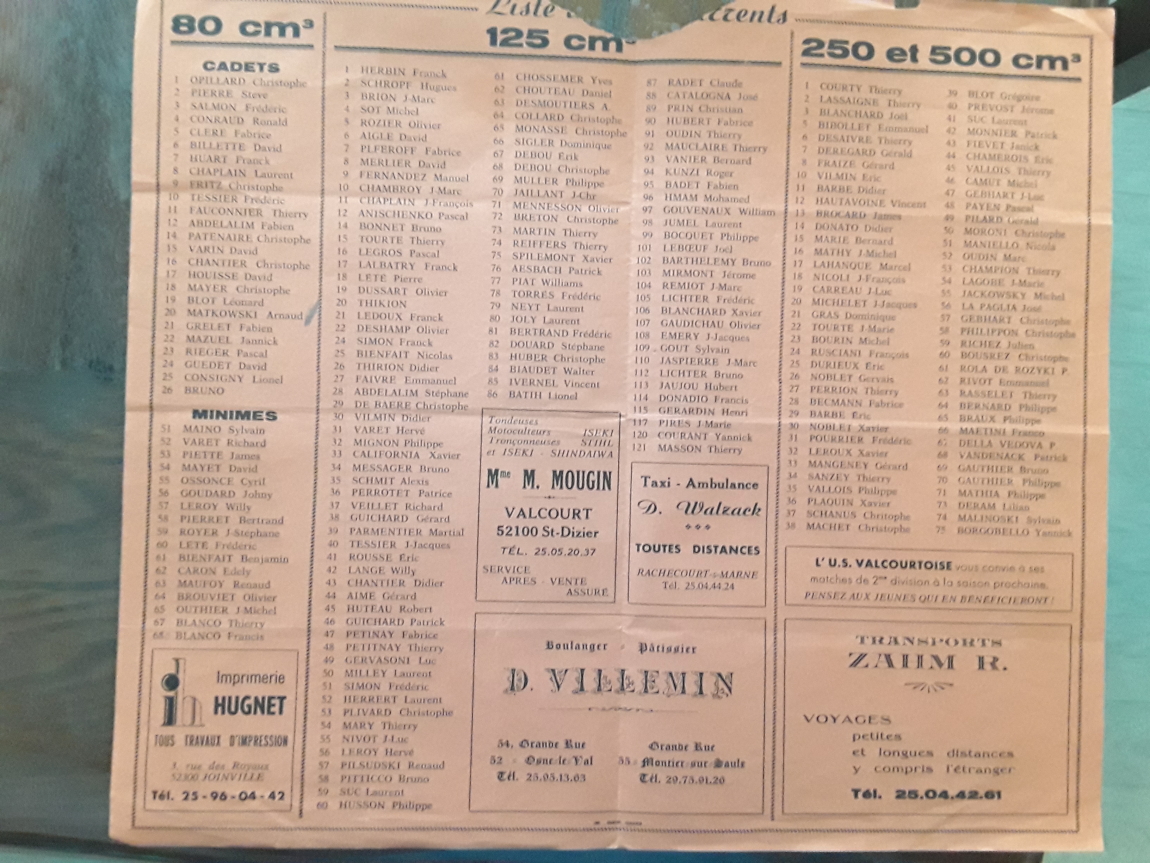 Liste
80 cm³
CADETS
1 OPILLARD Christophe
2 PIERRE Steve
3 SALMON Frédéric
4 CONRAUD Ronald
5 CLERE Fabrice
6 BILLETTE David
7 HUART Franck
8 CHAPLAIN Laurent
9 FRITZ Christophe
10 TESSIER Frédéric
11 FAUCONNIER Thierry
12 ABDELALIM Fabien
14 PATENAIRE Christophe
15 VARIN David
16 CHANTIER Christophe
17 HOUISSE David
18 MAYER Christophe
19 BLOT Léonard
20 MATKOWSKI Arnaud
21 GRELET Fabien
22 MAZUEL Jannick
23 RIEGER Pascal
24 GUEDET David
25 CONSIGNY Lionel
26 BRUNO
MINIMES
51 MAINO Sylvain
52 VARET Richard
53 PIETTE James
54 MAYET David
55 OSSONCE Cyril
56 GOUDARD Johny
57 LEROY Willy
58 PIERRET Bertrand
59 ROYER J-Stéphane
60 LETE Frédéric
61 BIENFAIT Benjamin
62 CARON Edely
63 MAUFOY Renaud
64 BROUVIET Olivier
65 OUTHIER J-Michel
67 BLANCO Thierry
68 BLANCO Francis
Imprimerie
HUGNET
TOUS TRAVAUX D'IMPRESSION
3, rue des Royaux
52300 JOINVILLE
Tél. 25-96-04-42
125 cm³
1 HERBIN Franck
2 SCHROPF Hugues
3 BRION J-Marc
4 SOT Michel
5 ROZIER Olivier
6 AIGLE David
7 PLFEROFF Fabrice
8 MERLIER David
9 FERNANDEZ Manuel
10 CHAMBROY J-Marc
11 CHAPLAIN J-François
12 ANISCHENKO Pascal
14 BONNET Bruno
15 TOURTE Thierry
16 LEGROS Pascal
17 LALBATRY Franck
18 LETE Pierre
19 DUSSART Olivier
20 THIKION
21 LEDOUX Franck
22 DESHAMP Olivier
24 SIMON Franck
25 BIENFAIT Nicolas
26 THIRION Didier
27 FAIVRE Emmanuel
28 ABDELALIM Stéphane
29 DE BAERE Christophe
30 VILMIN Didier
31 VARET Hervé
32 MIGNON Philippe
33 CALIFORNIA Xavier
34 MESSAGER Bruno
35 SCHMIT Alexis
36 PERROTET Patrice
37 VEILLET Richard
38 GUICHARD Gérard
39 PARMENTIER Martial
40 TESSIER J-Jacques
41 ROUSSE Éric
42 LANGE Willy
43 CHANTIER Didier
44 AIME Gérard
45 HUTEAU Robert
46 GUICHARD Patrick
47 PETINAY Fabrice
48 PETITNAY Thierry
49 GERVASONI Luc
50 MILLEY Laurent
51 SIMON Frédéric
52 HERRERT Laurent
53 PLIVARD Christophe
54 MARY Thierry
55 NIVOT J-Luc
56 LEROY Hervé
57 PILSUDSKI Renaud
58 PITTICCO Bruno
59 SUC Laurent
60 HUSSON Philippe
61 CHOSSEMER Yves
62 CHOUTEAU Daniel
63 DESMOUTIERS A.
64 COLLARD Christophe
65 MONASSE Christophe
66 SIGLER Dominique
67 DEBOU Erik
68 DEBOU Christophe
69 MULLER Philippe
70 JAILLANT J-Chr
71 MENNESSON Olivier
72 BRETON Christophe
73 MARTIN Thierry
74 REIFFERS Thierry
75 SPILEMONT Xavier
76 AESBACH Patrick
77 PIAT Williams
78 TORRÈS Frédéric
79 NEYT Laurent
80 JOLY Laurent
81 BERTRAND Frédéric
82 DOUARD Stéphane
83 HUBER Christophe
84 BIAUDET Walter
85 IVERNEL Vincent
86 BATIH Lionel
87 RADET Claude
88 CATALOGNA José
89 PRIN Christian
90 HUBERT Fabrice
91 OUDIN Thierry
92 MAUCLAIRE Thierry
93 VANIER Bernard
94 KUNZI Roger
95 BADET Fabien
96 HMAM Mohamed
97 GOUVENAUX William
98 JUMEL Laurent
99 BOCQUET Philippe
101 LEBŒUF Joël
102 BARTHELEMY Bruno
103 MIRMONT Jérome
104 REMIOT J-Marc
105 LICHTER Frédéric
106 BLANCHARD Xavier
107 GAUDICHAU Olivier
108 EMERY J-Jacques
109 GOUT Sylvain
110 JASPIERRE J-Marc
112 LICHTER Bruno
113 JAUJOU Hubert
114 DONADIO Francis
115 GERARDIN Henri
117 PIRES J-Marie
120 COURANT Yannick
121 MASSON Thierry
Tondeuses
Motoculteurs ISEKI
Tronçonneuses STIHL
et ISEKI - SHINDAIWA
Mme M. MOUGIN
VALCOURT
52100 St-Dizier
TÉL. 25.05.20.37
SERVICE
APRES - VENTE
ASSURÉ
Taxi - Ambulance
D. Walzack
TOUTES DISTANCES
RACHECOURT-s-MARNE
Tél. 25.04.44.24
Boulanger - Pâtissier
D. VILLEMIN
54, Grande Rue
52 - Osne-le-Val
Tél. 25.05.13.03
Grande Rue
55 - Montier-sur-Saulx
Tél. 29.75.91.20
250 et 500 cm³
1 COURTY Thierry
2 LASSAIGNE Thierry
3 BLANCHARD Joël
5 BIBOLLEY Emmanuel
6 DESAIVRE Thierry
7 DEREGARD Gérald
8 FRAIZE Gérard
10 VILMIN Eric
11 BARBE Didier
12 HAUTAVOINE Vincent
13 BROCARD James
14 DONATO Didier
15 MARIE Bernard
16 MATHY J-Michel
17 LAHANQUE Marcel
18 NICOLI J-François
19 CARREAU J-Luc
20 MICHELET J-Jacques
21 GRAS Dominique
22 TOURTE J-Marie
23 BOURIN Michel
24 RUSCIANI François
25 DURIEUX Éric
26 NOBLET Gervais
27 PERRION Thierry
28 BECMANN Fabrice
29 BARBE Eric
30 NOBLET Xavier
31 POURRIER Frédéric
32 LEROUX Xavier
33 MANGENEY Gérard
34 SANZEY Thierry
35 VALLOIS Philippe
36 PLAQUIN Xavier
37 SCHANUS Chritophe
38 MACHET Christophe
39 BLOT Grégoire
40 PREVOST Jérome
41 SUC Laurent
42 MONNIER Patrick
43 FIEVET Janick
44 CHAMEROIS Eric
45 VALLOIS Thierry
46 CAMUT Michel
47 GEBHART J-Luc
48 PAYEN Pascal
49 PILARD Gerald
50 MORONI Christophe
51 MANIELLO Nicola
52 OUDIN Marc
53 CHAMPION Thierry
54 LAGOBE J-Marie
55 JACKOWSKY Michel
56 LA PAGLIA José
57 GEBHART Christophe
58 PHILIPPON Christophe
59 RICHEZ Julien
60 BOUSREZ Christophe
61 ROLA DE ROZYKI P.
62 RIVOT Emmanuel
63 RASSELET Thierry
64 BERNARD Philippe
65 BRAUX Philippe
66 MAETINI Franco
67 DELLA VEDOVA P.
68 VANDENACK Patrick
69 GAUTHIER Bruno
70 GAUTHIER Philippe
71 MATHIA Philippe
73 DERAM Lilian
74 MALINOSKI Sylvain
75 BORGOBELLO Yannick
L'U.S. VALCOURTOISE vous convie à ses
matches de 2me division à la saison prochaine.
PENSEZ AUX JEUNES QUI EN BÉNÉFICIERONT !
TRANSPORTS
ZAIIM R.
VOYAGES
petites
et longues distances
y compris l'étranger
Tél. 25.04.42.61